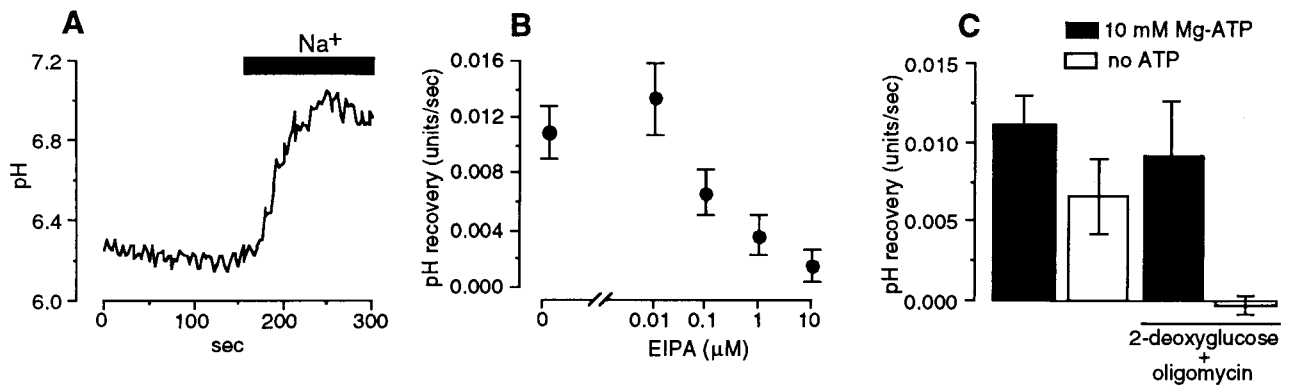 A
Na+
7.2
6.8
6.4
6.0
pH
0
100
200
300
sec
B
0.016
0.012
0.008
0.004
0.000
pH recovery (units/sec)
0
0.01
0.1
1
10
EIPA (μM)
C
10 mM Mg-ATP
no ATP
0.015
0.010
0.005
0.000
pH recovery (units/sec)
2-deoxyglucose
+
oligomycin